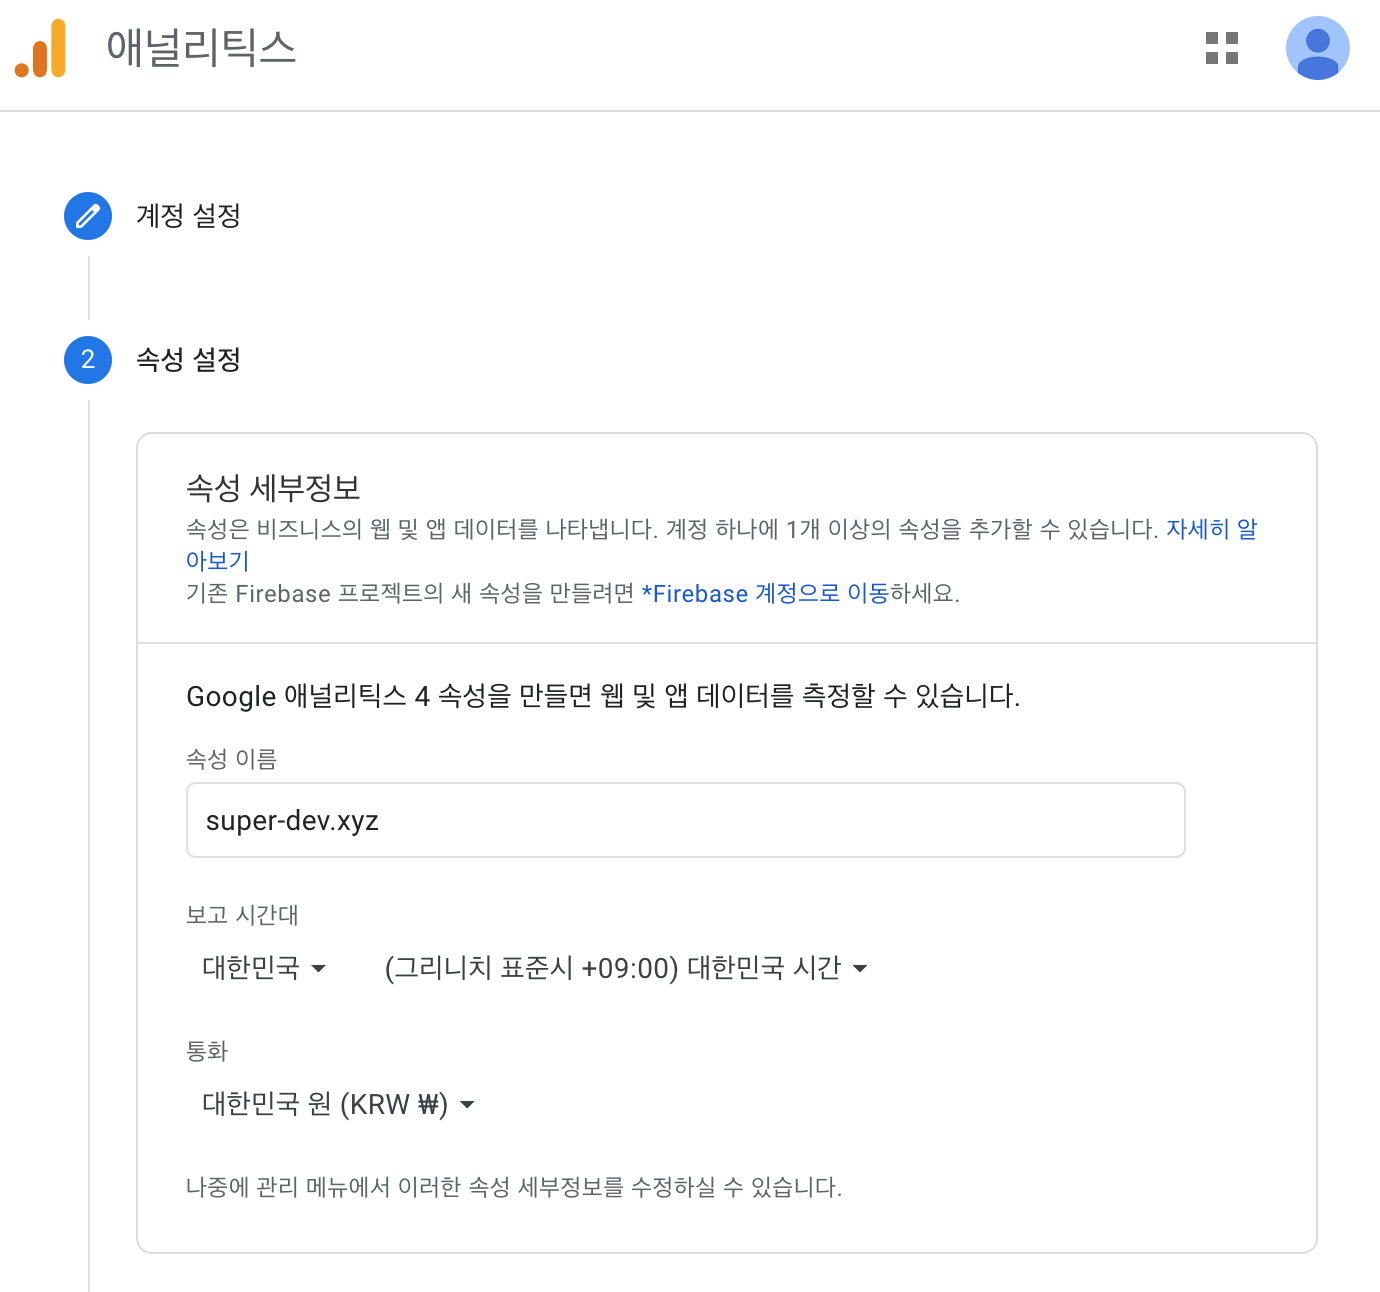 애널리틱스
계정 설정
2
속성 설정
속성 세부정보
속성은 비즈니스의 웹 및 앱 데이터를 나타냅니다. 계정 하나에 1개 이상의 속성을 추가할 수 있습니다. 자세히 알
아보기
기존 Firebase 프로젝트의 새 속성을 만들려면 *Firebase 계정으로 이동하세요.
Google 애널리틱스 4 속성을 만들면 웹 및 앱 데이터를 측정할 수 있습니다.
속성 이름
super-dev.xyz
보고 시간대
대한민국 (그리니치 표준시 +09:00) 대한민국 시간
통화
대한민국 원 (KRW ₩)
나중에 관리 메뉴에서 이러한 속성 세부정보를 수정하실 수 있습니다.